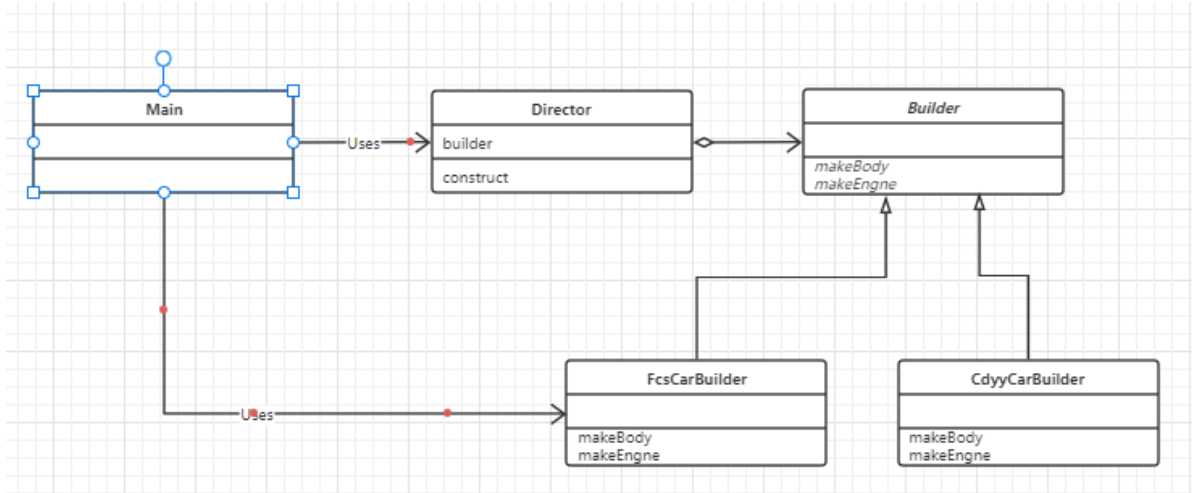 Main
Uses
Director
builder
construct
Builder
makeBody
makeEngne
Uses
FcsCarBuilder
makeBody
makeEngne
CdyyCarBuilder
makeBody
makeEngne